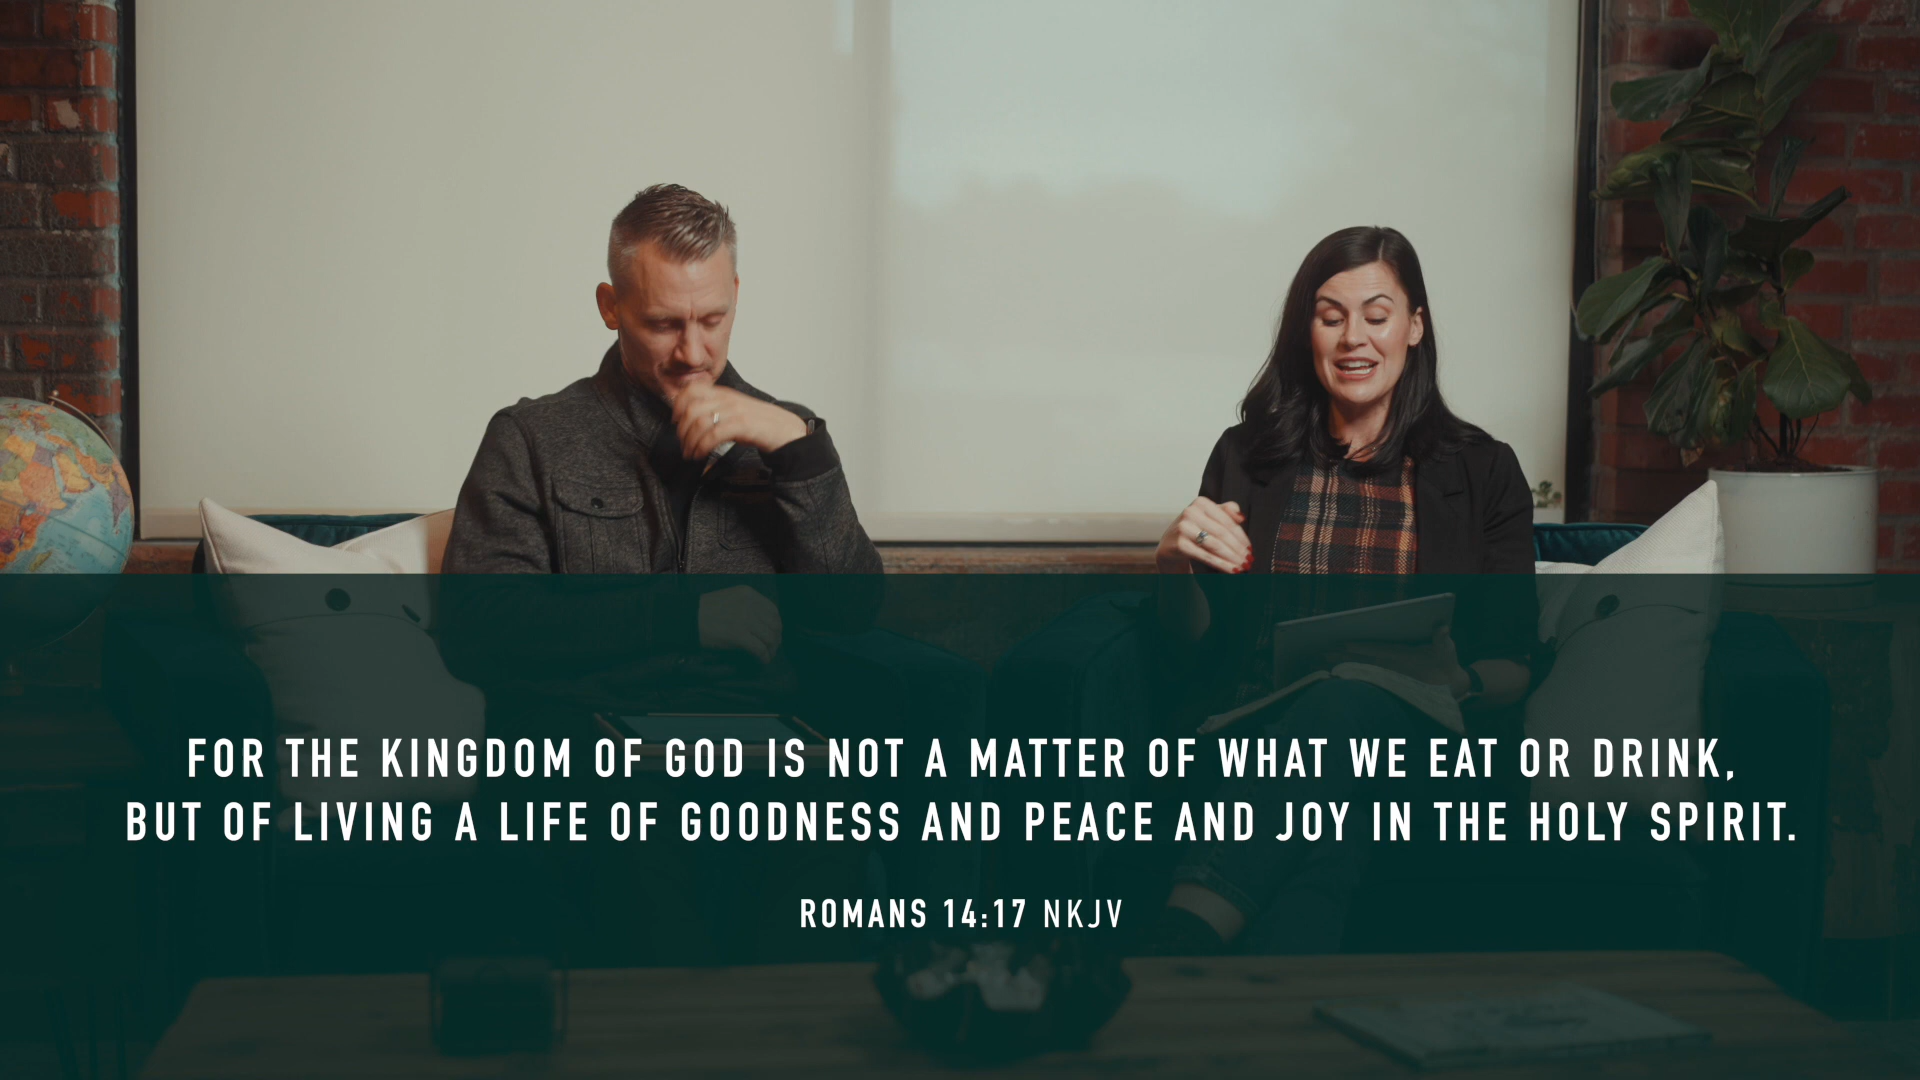 FOR THE KINGDOM OF GOD IS NOT A MATTER OF WHAT WE EAT OR DRINK,
BUT OF LIVING A LIFE OF GOODNESS AND PEACE AND JOY IN THE HOLY SPIRIT.
ROMANS 14:17 NKJV